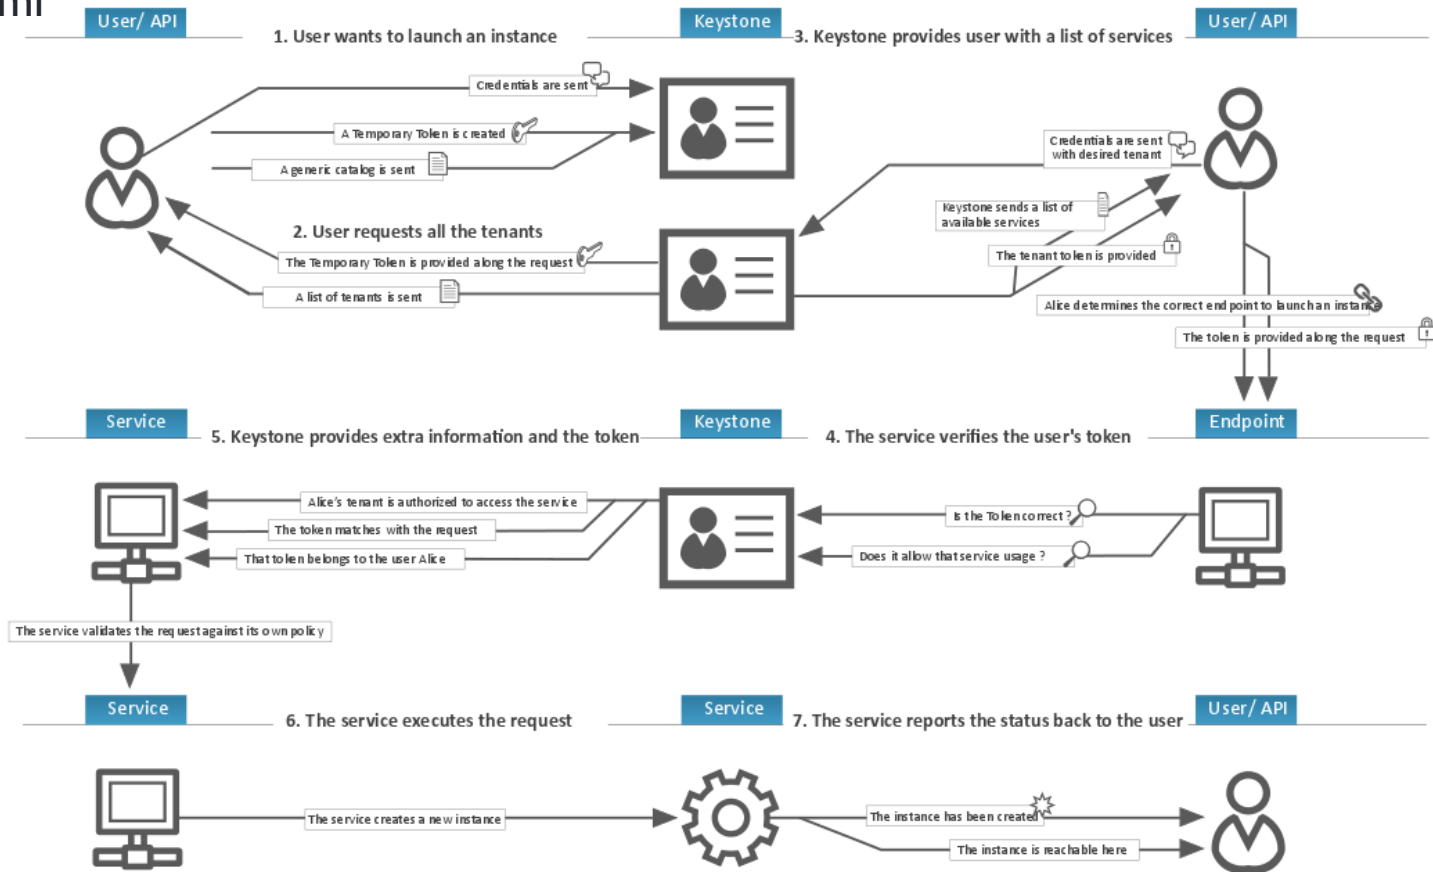 User/ API
Keystone
User/ API
1. User wants to launch an instance
3. Keystone provides user with a list of services
Credentials are sent
A Temporary Token is created
A generic catalog is sent
Credentials are sent
with desired tenant
Keystone sends a list of
available services
2. User requests all the tenants
The Temporary Token is provided along the request
The tenant token is provided
A list of tenants is sent
Alice determines the correct endpoint to launch an instance
The token is provided along the request
Service
Keystone
Endpoint
5. Keystone provides extra information and the token
4. The service verifies the user's token
Alice's tenant is authorized to access the service
The token matches with the request
That token belongs to the user Alice
Is the Token correct ?
Does it allow that service usage ?
The service validates the request against its own policy
Service
Service
User/ API
6. The service executes the request
7. The service reports the status back to the user
The service creates a new instance
The instance has been created
The instance is reachable here